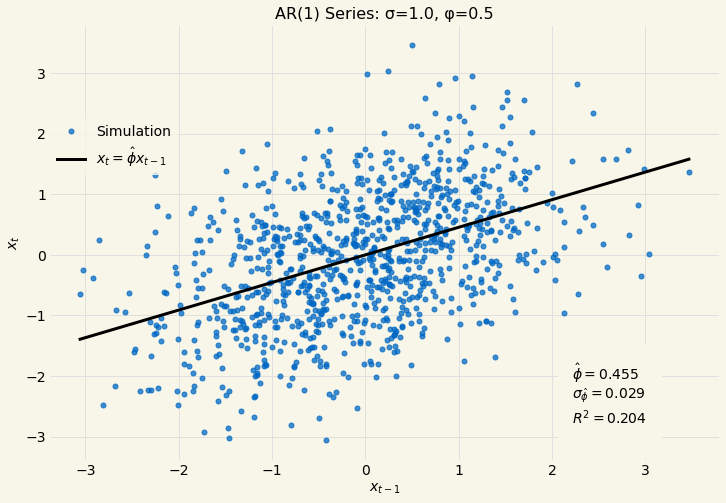 AR(1) Series: σ=1.0, φ=0.5
3
2
1
0
−1
−2
−3
x_t
Simulation
x_t = ϕ̂x_{t−1}
ϕ̂ = 0.455
σ_ϕ̂ = 0.029
R² = 0.204
−3 −2 −1 0 1 2 3
x_{t−1}